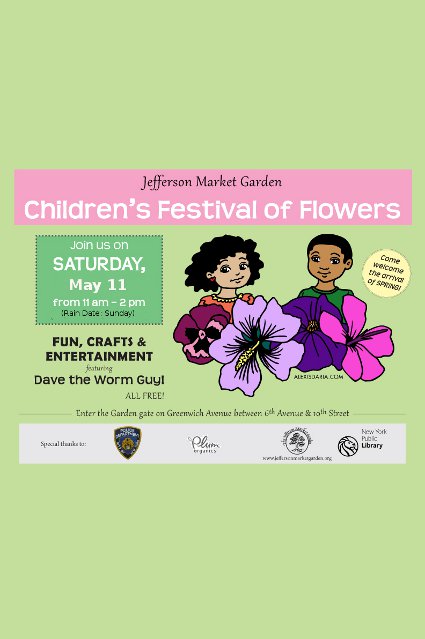 Jefferson Market Garden
Children's Festival of Flowers
Join us on
SATURDAY,
May 11
from 11 am - 2 pm
(Rain Date: Sunday)
Come
welcome
the arrival
of SPRING!
FUN, CRAFTS &
ENTERTAINMENT
featuring
Dave the Worm Guy!
ALL FREE!
ALEXISDARIA.COM
Enter the Garden gate on Greenwich Avenue between 6th Avenue & 10th Street
Special thanks to:
Plum
organics
www.jeffersonmarketgarden.org
New York
Public
Library